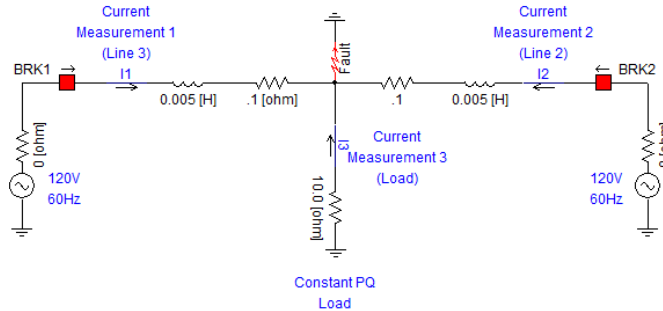 Current
Measurement 1
(Line 3)
Current
Measurement 2
(Line 2)
Fault
BRK1
I1
I2
BRK2
0.005 [H]
.1 [ohm]
.1
0.005 [H]
0 [ohm]
I3
Current
Measurement 3
(Load)
120V
60Hz
10.0 [ohm]
120V
60Hz
Constant PQ
Load